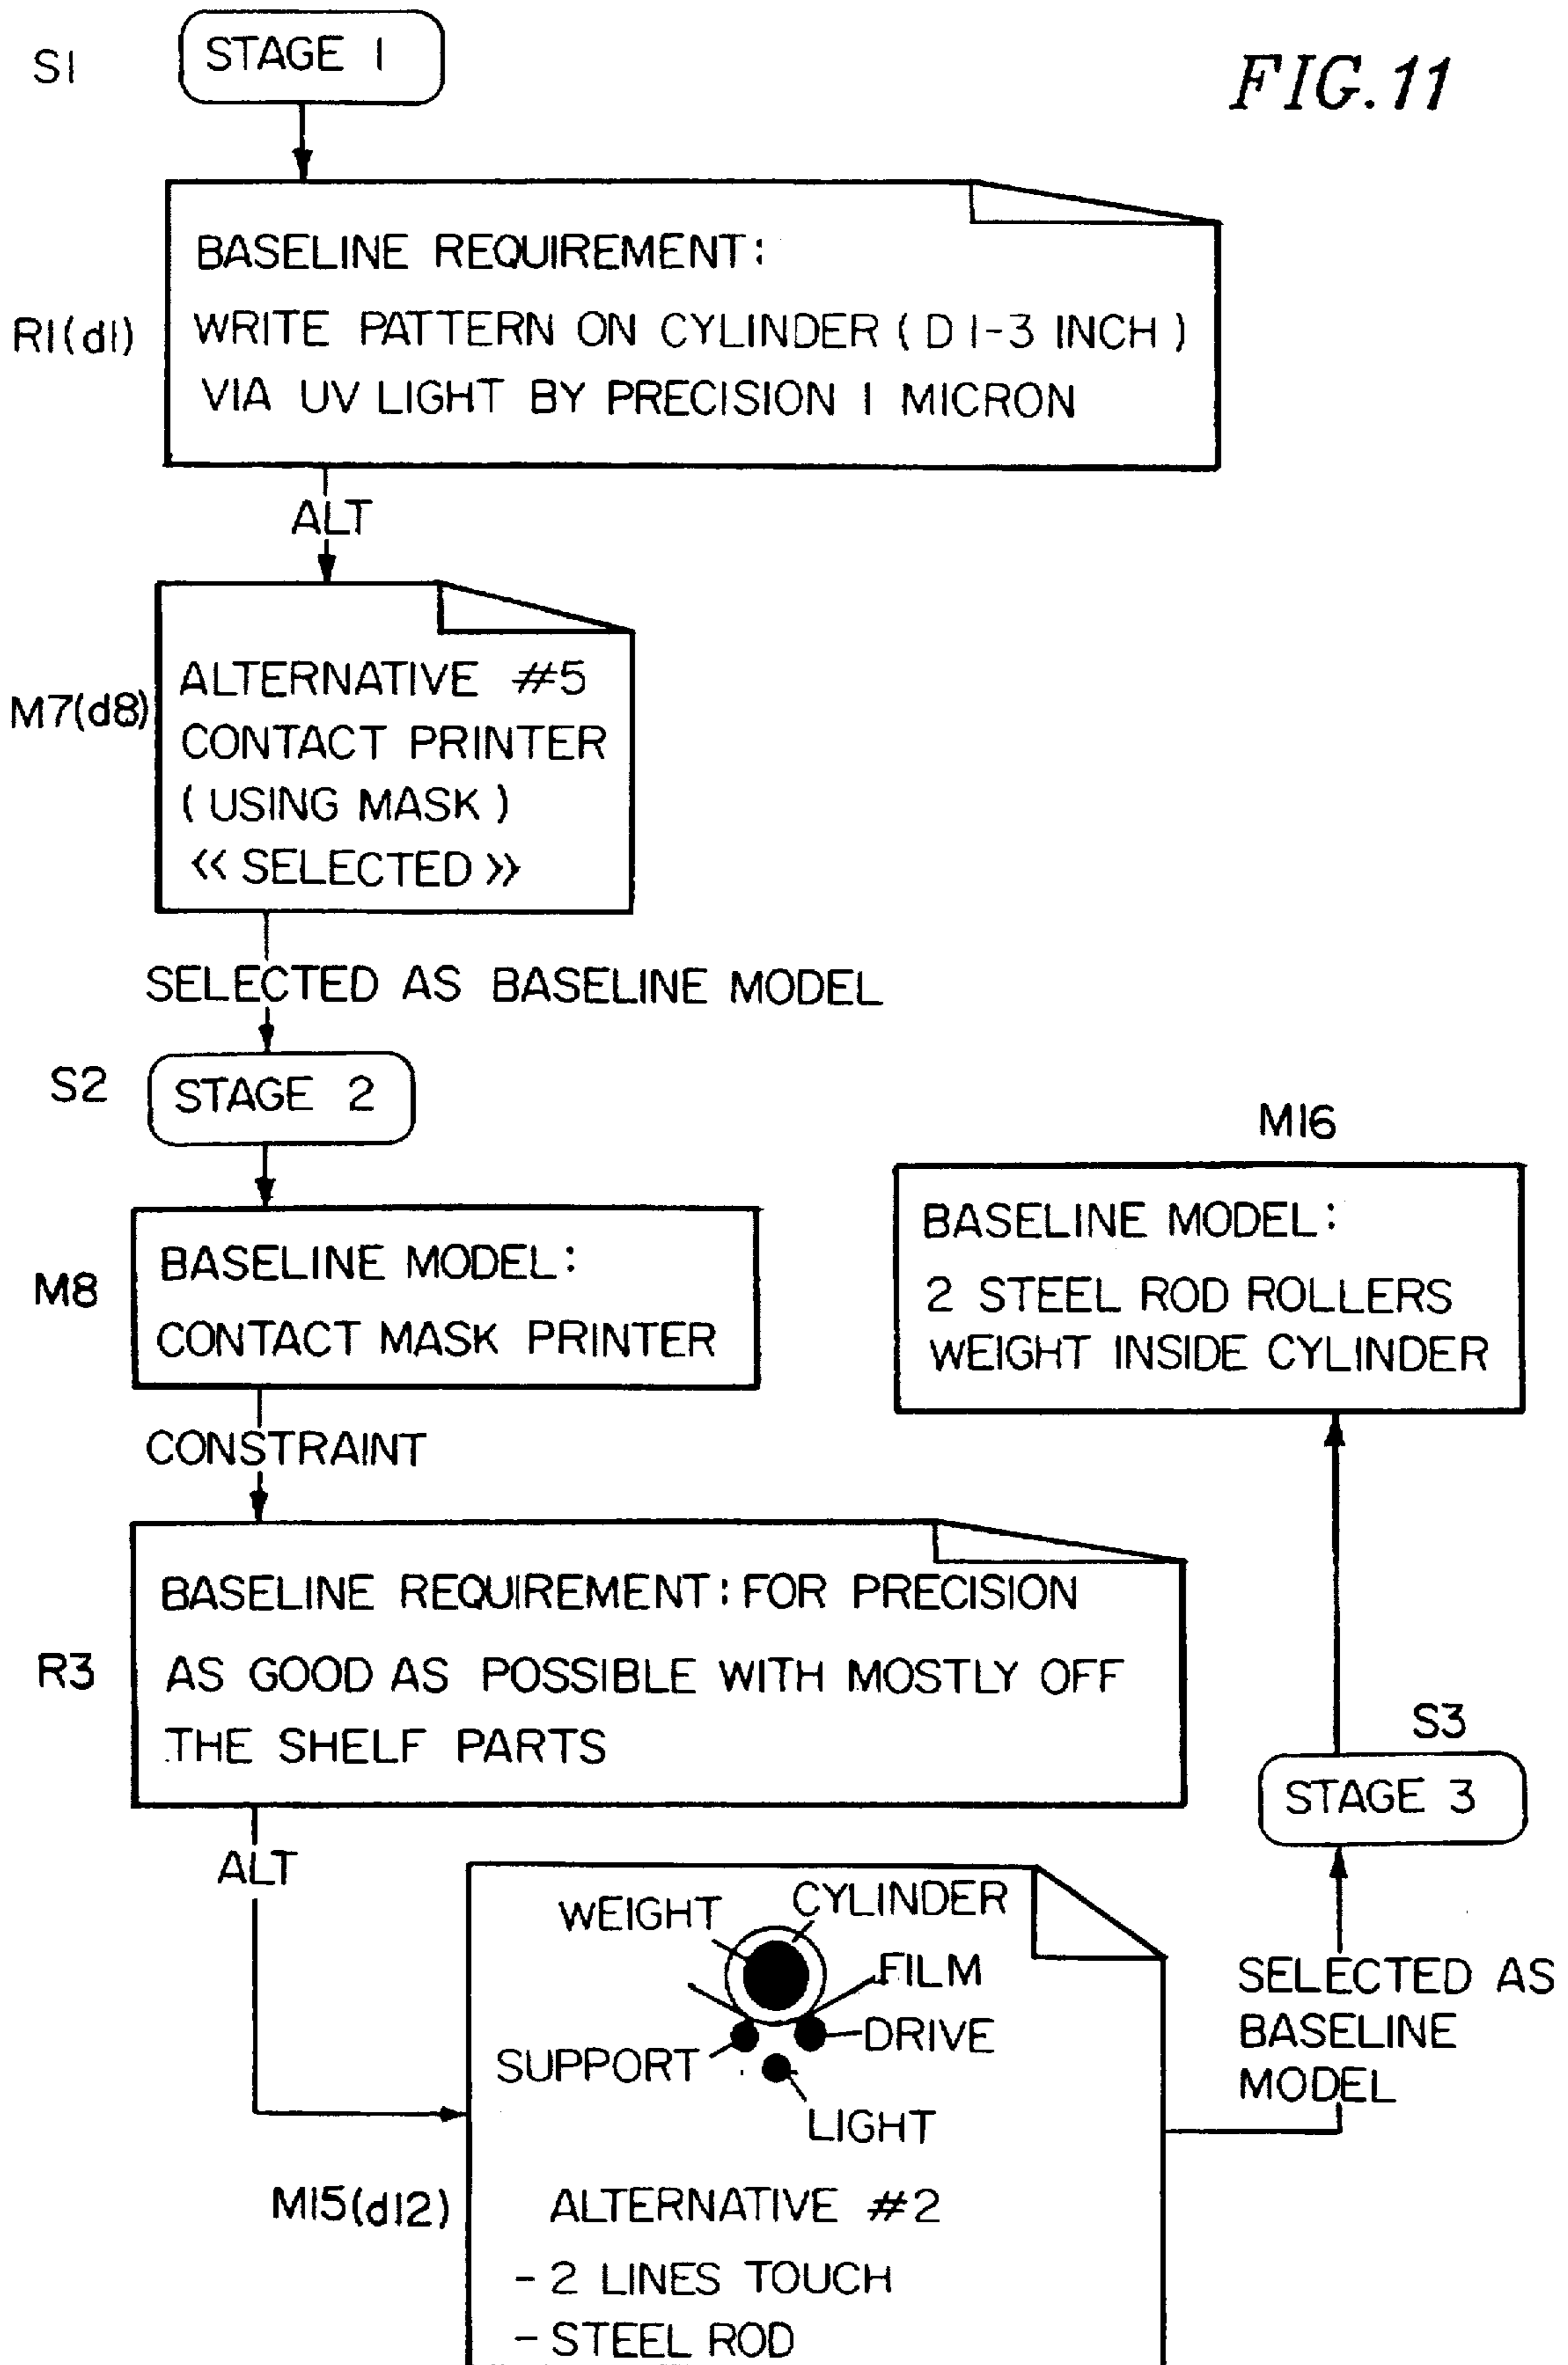 FIG. 11
S1
STAGE 1
R1(d1)
BASELINE REQUIREMENT:
WRITE PATTERN ON CYLINDER (D 1-3 INCH)
VIA UV LIGHT BY PRECISION 1 MICRON
ALT
M7(d8)
ALTERNATIVE #5
CONTACT PRINTER
(USING MASK)
« SELECTED »
SELECTED AS BASELINE MODEL
S2
STAGE 2
M8
BASELINE MODEL:
CONTACT MASK PRINTER
CONSTRAINT
R3
BASELINE REQUIREMENT: FOR PRECISION
AS GOOD AS POSSIBLE WITH MOSTLY OFF
THE SHELF PARTS
ALT
M15(d12)
WEIGHT
CYLINDER
FILM
DRIVE
SUPPORT
LIGHT
ALTERNATIVE #2
- 2 LINES TOUCH
- STEEL ROD
SELECTED AS
BASELINE
MODEL
S3
STAGE 3
M16
BASELINE MODEL:
2 STEEL ROD ROLLERS
WEIGHT INSIDE CYLINDER